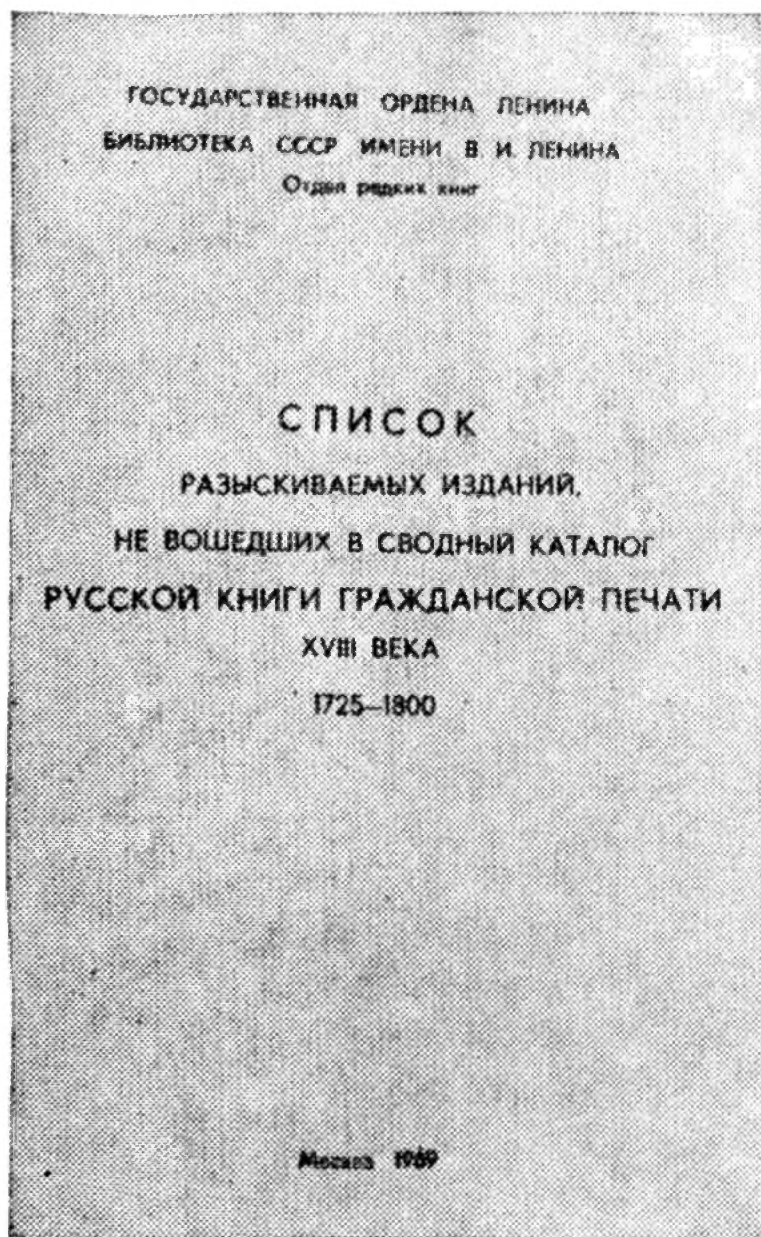 ГОСУДАРСТВЕННАЯ ОРДЕНА ЛЕНИНА
БИБЛИОТЕКА СССР ИМЕНИ В. И. ЛЕНИНА
Отдел редких книг
СПИСОК
РАЗЫСКИВАЕМЫХ ИЗДАНИЙ,
НЕ ВОШЕДШИХ В СВОДНЫЙ КАТАЛОГ
РУССКОЙ КНИГИ ГРАЖДАНСКОЙ ПЕЧАТИ
XVIII ВЕКА
1725—1800
Москва 1969